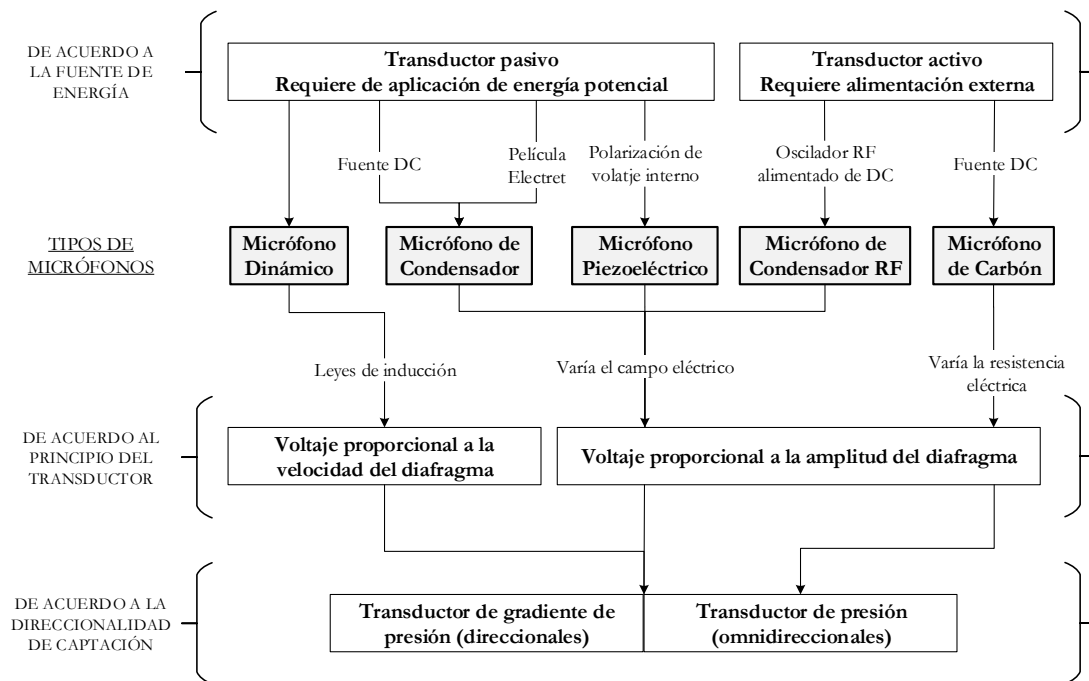 DE ACUERDO A
LA FUENTE DE
ENERGÍA
Transductor pasivo
Requiere de aplicación de energía potencial
Transductor activo
Requiere alimentación externa
Fuente DC
Película
Electret
Polarización de
volatje interno
Oscilador RF
alimentado de DC
Fuente DC
TIPOS DE
MICRÓFONOS
Micrófono
Dinámico
Micrófono de
Condensador
Micrófono
Piezoeléctrico
Micrófono de
Condensador RF
Micrófono
de Carbón
Leyes de inducción
Varía el campo eléctrico
Varía la resistencia
eléctrica
DE ACUERDO AL
PRINCIPIO DEL
TRANSDUCTOR
Voltaje proporcional a la
velocidad del diafragma
Voltaje proporcional a la amplitud del diafragma
DE ACUERDO A LA
DIRECCIONALIDAD
DE CAPTACIÓN
Transductor de gradiente de
presión (direccionales)
Transductor de presión
(omnidireccionales)